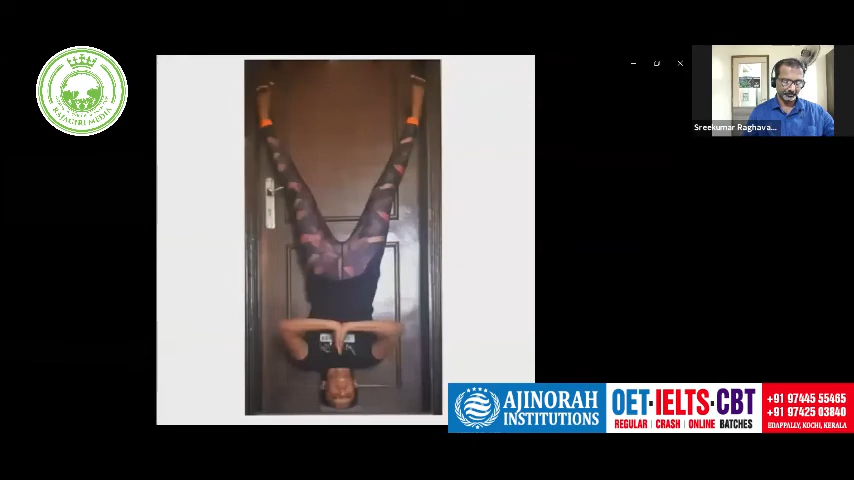 RAJAGIRI MEDIA
Sreekumar Raghava...
AJINORAH
INSTITUTIONS
OET·IELTS·CBT
REGULAR | CRASH | ONLINE BATCHES
+91 97445 55465
+91 97425 03840
EDAPPALLY, KOCHI, KERALA